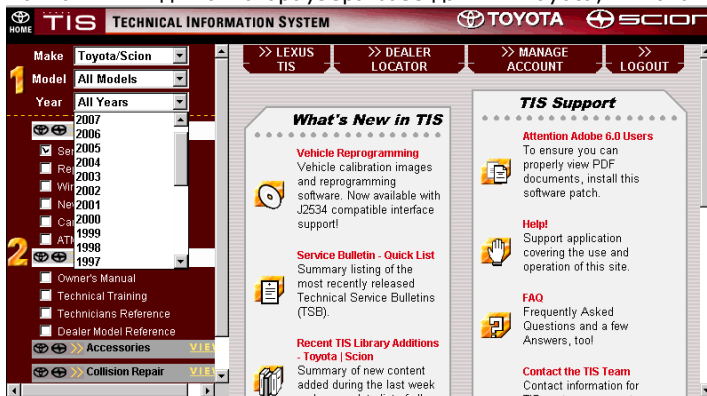 HOME TIS TECHNICAL INFORMATION SYSTEM TOYOTA SCION
Make Toyota/Scion
1 Model All Models
Year All Years
2007
2006
2005
2004
2003
2002
2001
2000
1999
1998
1997
2
Owner's Manual
Technical Training
Technicians Reference
Dealer Model Reference
>> Accessories
>> Collision Repair
>> LEXUS TIS
>> DEALER LOCATOR
>> MANAGE ACCOUNT
>> LOGOUT
What's New in TIS
Vehicle Reprogramming
Vehicle calibration images
and reprogramming
software. Now available with
J2534 compatible interface
support!
Service Bulletin - Quick List
Summary listing of the
most recently released
Technical Service Bulletins
(TSB).
Recent TIS Library Additions
- Toyota | Scion
Summary of new content
added during the last week
TIS Support
Attention Adobe 6.0 Users
To ensure you can
properly view PDF
documents, install this
software patch.
Help!
Support application
covering the use and
operation of this site.
FAQ
Frequently Asked
Questions and a few
Answers, too!
Contact the TIS Team
Contact information for